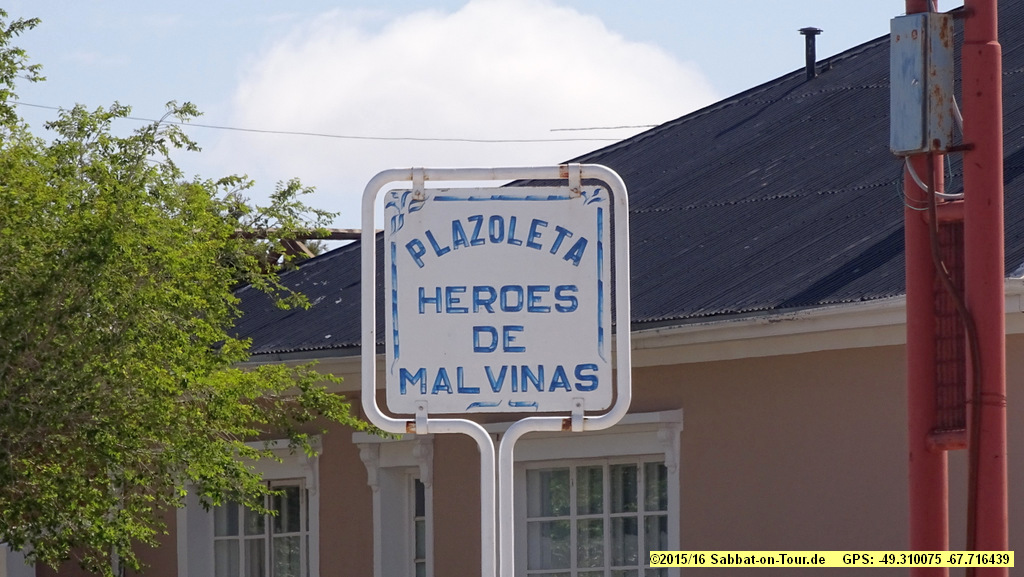 PLAZOLETA
HEROES
DE
MALVINAS
©2015/16 Sabbat-on-Tour.de GPS: -49.310075 -67.716439